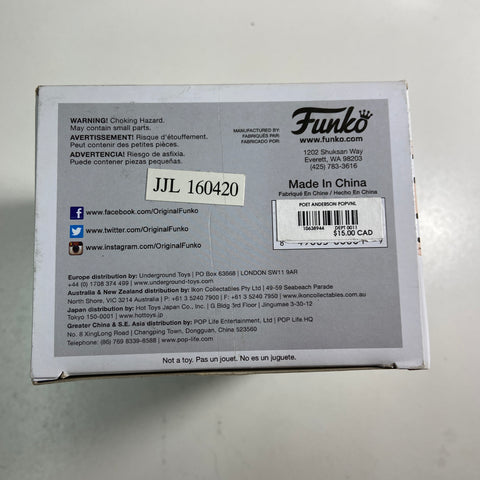 WARNING! Choking Hazard.
May contain small parts.
AVERTISSEMENT! Risque d'étouffement.
Peut contenir des petites pièces.
ADVERTENCIA! Riesgo de asfixia.
Puede contener piezas pequeñas.
JJL 160420
www.facebook.com/OriginalFunko
www.twitter.com/OriginalFunko
www.instagram.com/OriginalFunko
MANUFACTURED BY:
FABRIQUÉS PAR:
FABRICADO POR:
Funko
www.funko.com
1202 Shuksan Way
Everett, WA 98203
(425) 783-3616
Made In China
Fabriqué En Chine / Hecho En China
POET ANDERSON POPVNL
10638944 DEPT:0011
$15.00 CAD
Europe distribution by: Underground Toys | PO Box 63568 | LONDON SW11 9AR
+44 (0) 1708 374 499 | www.underground-toys.com
Australia & New Zealand distribution by: Ikon Collectables Pty Ltd | 49-59 Seabeach Parade
North Shore, VIC 3214 Australia | P: +61 3 5240 7900 | F: +61 3 5240 7950 | www.ikoncollectables.com.au
Japan distribution by: Hot Toys Japan Co., Inc. | G.Bldg 3rd Floor | Jingumae 3-30-12
Tokyo 150-0001 | www.hottoys.jp
Greater China & S.E. Asia distribution by: POP Life Entertainment, Ltd | POP Life.HQ
No. 8 XingLong Road | Changping Town, Dongguan, China 523560
Telephone: (86) 769 8339-8588 | www.pop-life.com
Not a toy. Pas un jouet. No es un juguete.